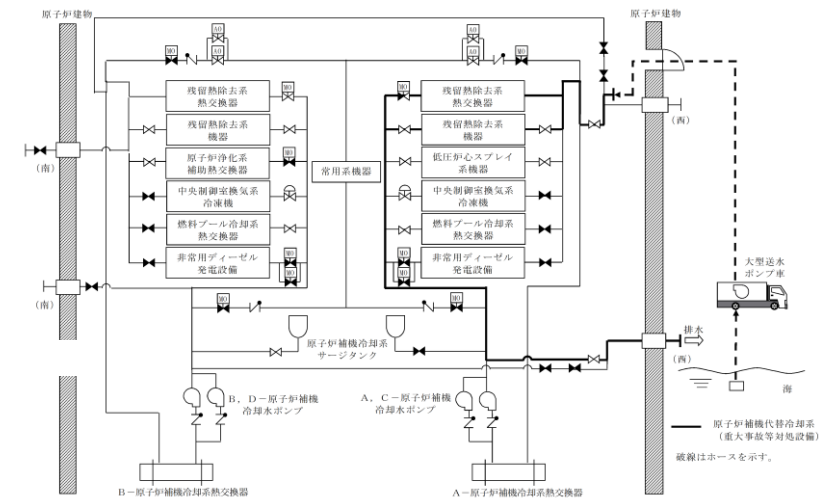 原子炉建物
原子炉建物
AO
AO
AO
AO
MO
MO
残留熱除去系
熱交換器
MO
MO
残留熱除去系
熱交換器
残留熱除去系
機器
残留熱除去系
機器
(西)
(南)
原子炉浄化系
補助熱交換器
MO
常用系機器
低圧炉心スプレイ
系機器
中央制御室換気系
冷凍機
中央制御室換気系
冷凍機
燃料プール冷却系
熱交換器
燃料プール冷却系
熱交換器
非常用ディーゼル
発電設備
MO
MO
MO
MO
非常用ディーゼル
発電設備
大型送水
ポンプ車
(南)
MO
MO
原子炉補機冷却系
サージタンク
排水
(西)
海
B,D-原子炉補機
冷却水ポンプ
A,C-原子炉補機
冷却水ポンプ
原子炉補機代替冷却系
(重大事故等対処設備)
破線はホースを示す。
B-原子炉補機冷却系熱交換器
A-原子炉補機冷却系熱交換器